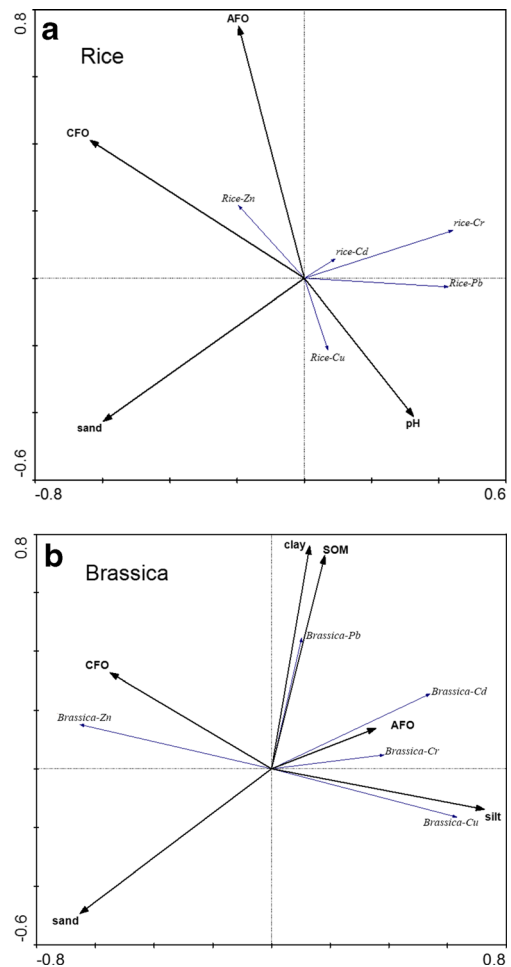 0.8
a
AFO
Rice
CFO
Rice-Zn
rice-Cr
rice-Cd
Rice-Pb
Rice-Cu
sand
pH
-0.6
-0.8
0.6
0.8
b
clay
SOM
Brassica
Brassica-Pb
CFO
Brassica-Cd
Brassica-Zn
AFO
Brassica-Cr
silt
Brassica-Cu
sand
-0.6
-0.8
0.8